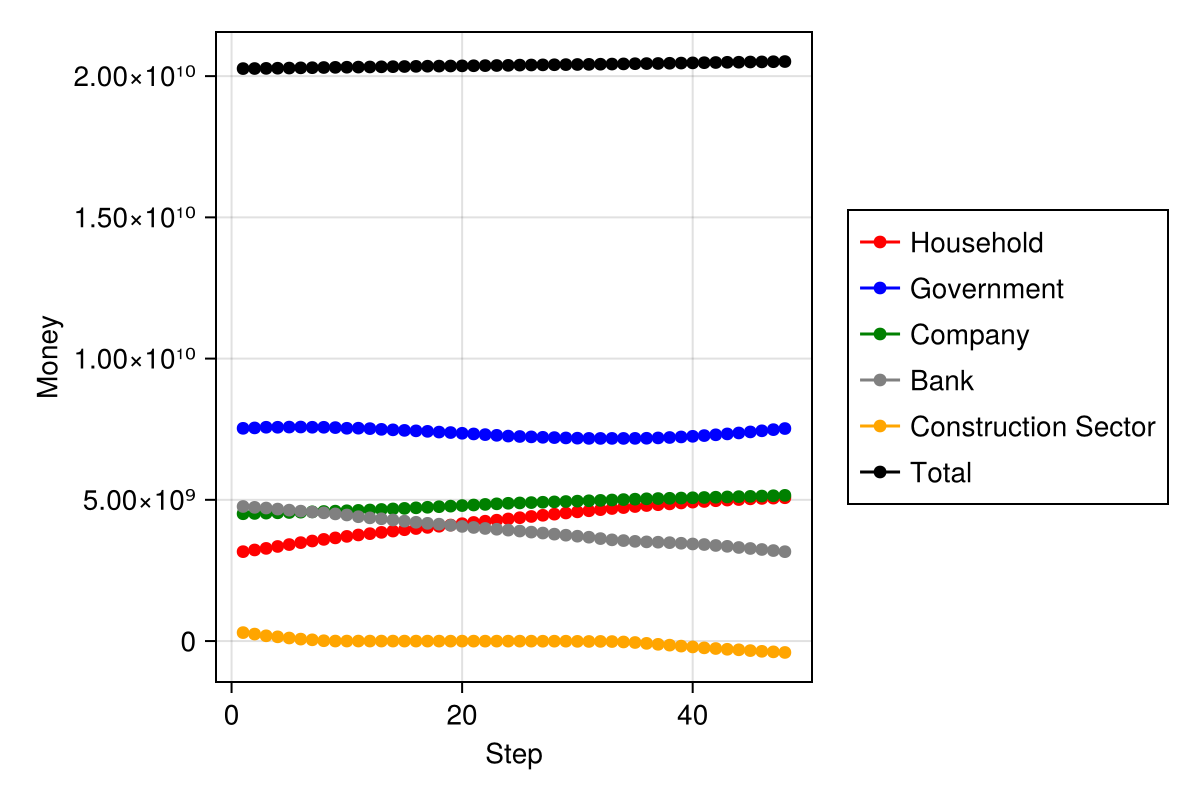 2.00×10¹⁰
1.50×10¹⁰
1.00×10¹⁰
5.00×10⁹
0
Money
0 20 40
Step
Household
Government
Company
Bank
Construction Sector
Total